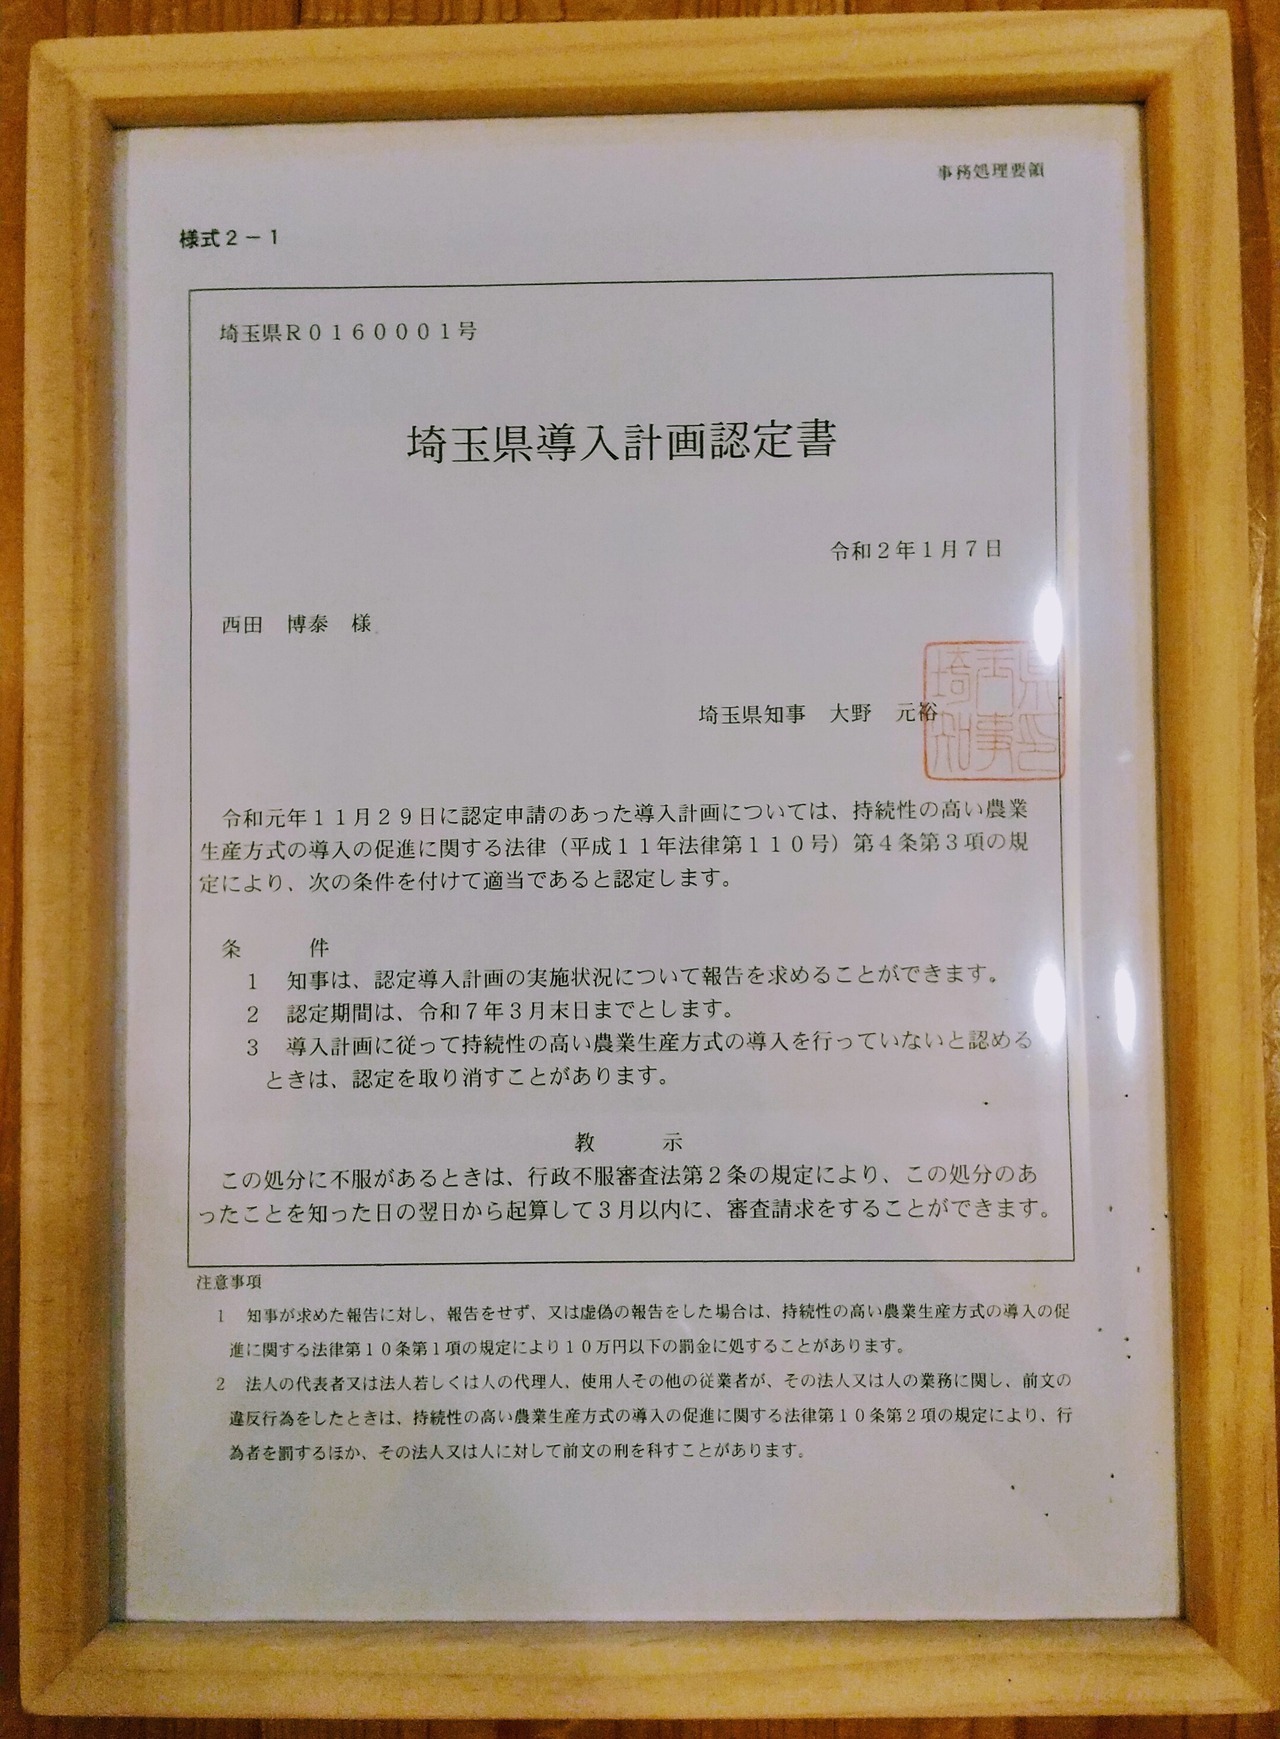 事務処理要領
様式２－１
埼玉県Ｒ０１６０００１号
埼玉県導入計画認定書
令和２年１月７日
西田　博泰　様
埼玉県知事　大野　元裕
埼玉県
知事印
令和元年１１月２９日に認定申請のあった導入計画については、持続性の高い農業
生産方式の導入の促進に関する法律（平成１１年法律第１１０号）第４条第３項の規
定により、次の条件を付けて適当であると認定します。
条　　　件
１　知事は、認定導入計画の実施状況について報告を求めることができます。
２　認定期間は、令和７年３月末日までとします。
３　導入計画に従って持続性の高い農業生産方式の導入を行っていないと認める
ときは、認定を取り消すことがあります。
教　　　示
この処分に不服があるときは、行政不服審査法第２条の規定により、この処分のあ
ったことを知った日の翌日から起算して３月以内に、審査請求をすることができます。
注意事項
１　知事が求めた報告に対し、報告をせず、又は虚偽の報告をした場合は、持続性の高い農業生産方式の導入の促
進に関する法律第１０条第１項の規定により１０万円以下の罰金に処することがあります。
２　法人の代表者又は法人若しくは人の代理人、使用人その他の従業者が、その法人又は人の業務に関し、前文の
違反行為をしたときは、持続性の高い農業生産方式の導入の促進に関する法律第１０条第２項の規定により、行
為者を罰するほか、その法人又は人に対して前文の刑を科すことがあります。